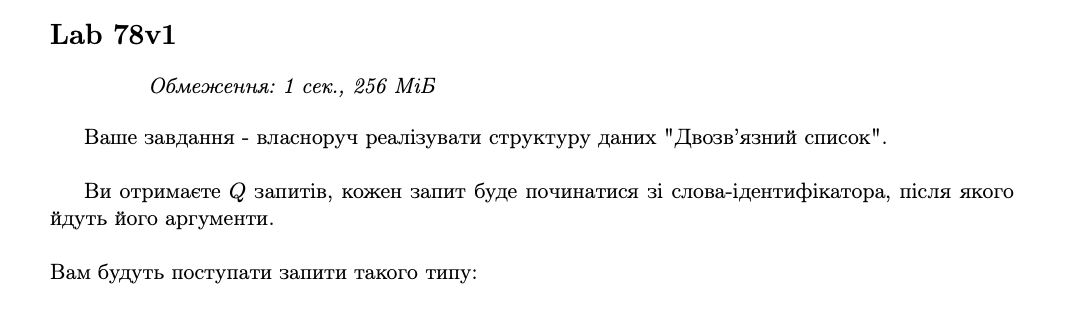 Lab 78v1
Обмеження: 1 сек., 256 МіБ
Ваше завдання - власноруч реалізувати структуру даних "Двозв'язний список".
Ви отримаєте Q запитів, кожен запит буде починатися зі слова-ідентифікатора, після якого
йдуть його аргументи.
Вам будуть поступати запити такого типу: